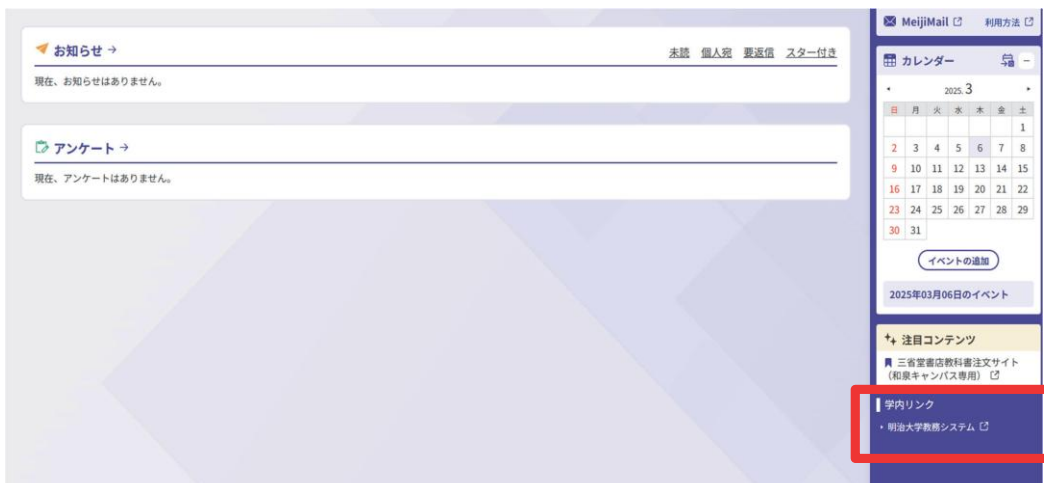 お知らせ →
未読 個人宛 要返信 スター付き
現在、お知らせはありません。
アンケート →
現在、アンケートはありません。
MeijiMail 利用方法
カレンダー
2025. 3
日 月 火 水 木 金 土
1
2 3 4 5 6 7 8
9 10 11 12 13 14 15
16 17 18 19 20 21 22
23 24 25 26 27 28 29
30 31
イベントの追加
2025年03月06日のイベント
注目コンテンツ
三省堂書店教科書注文サイト
（和泉キャンパス専用）
学内リンク
明治大学教務システム